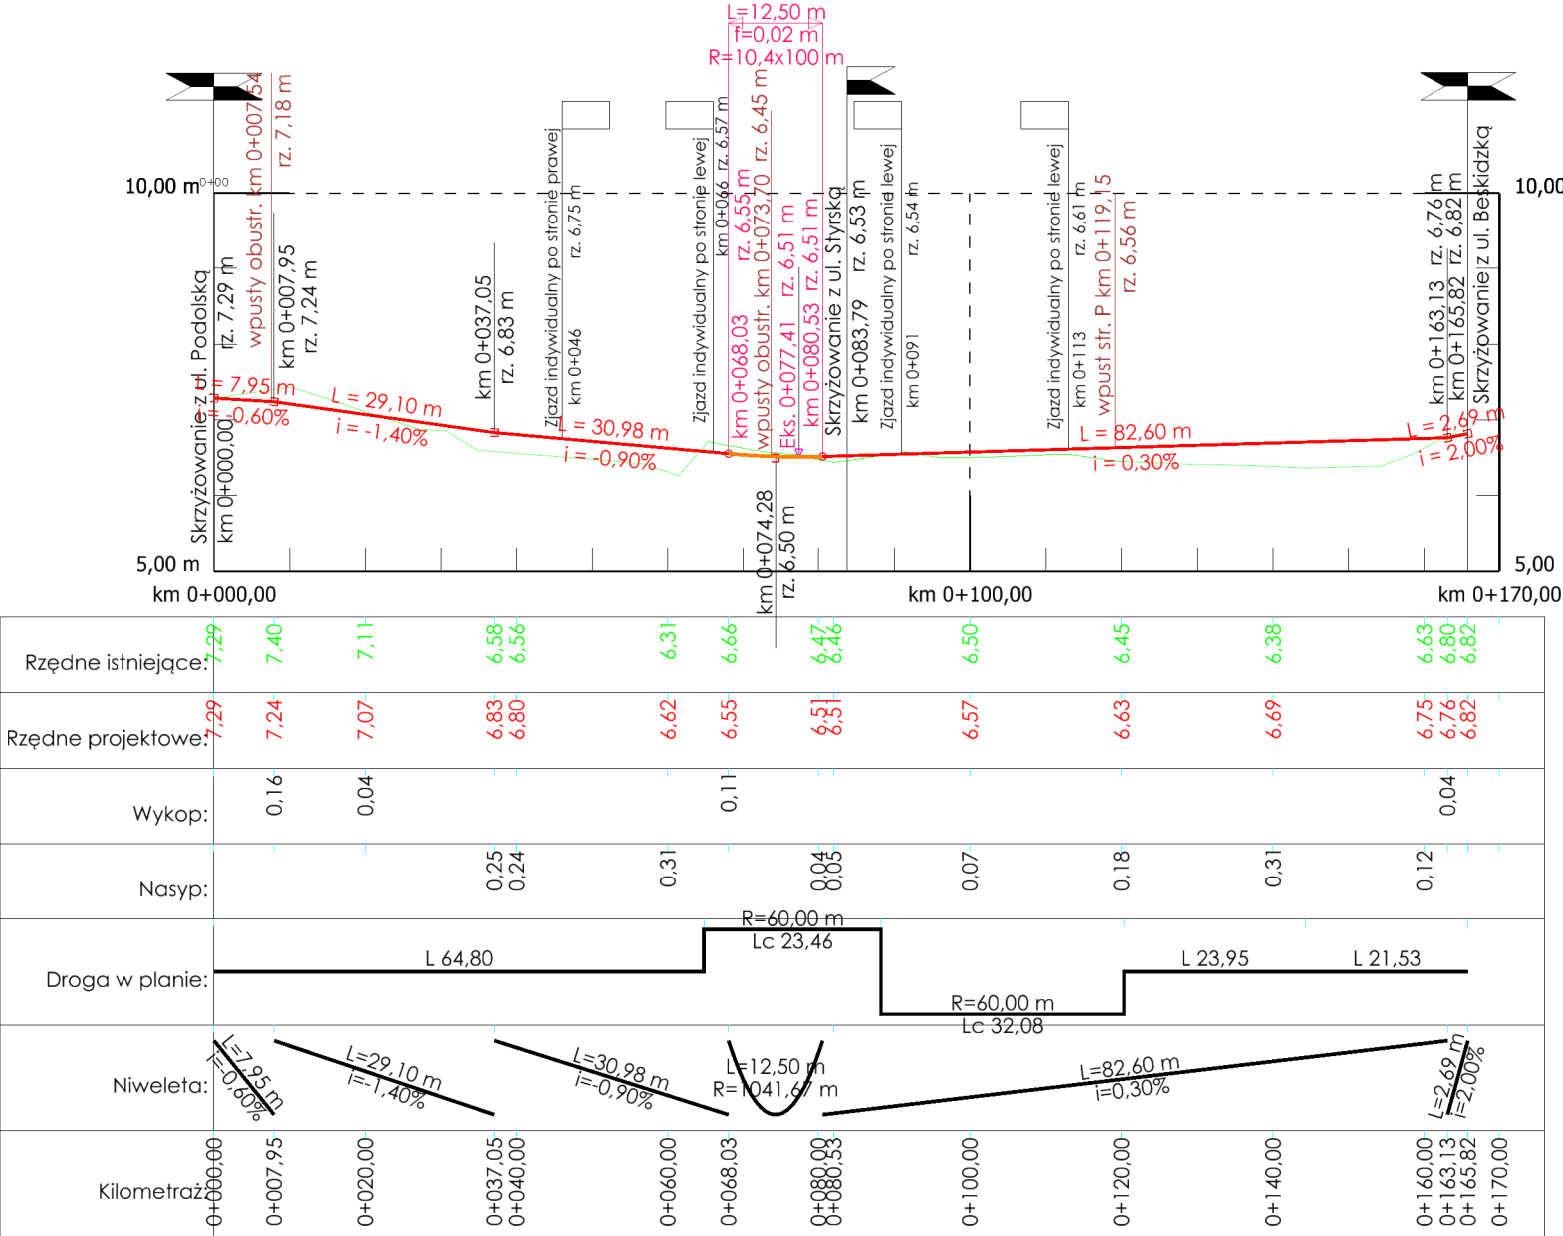 L=12,50 m
f=0,02 m
R=10,4x100 m
10,00 m
0+00
10,00
Skrzyżowanie z ul. Podolską
km 0+000,00 rz. 7,29 m
wpusty obustr. km 0+007,54
rz. 7,18 m
km 0+007,95
rz. 7,24 m
km 0+037,05
rz. 6,83 m
Zjazd indywidualny po stronie prawej
km 0+046 rz. 6,75 m
Zjazd indywidualny po stronie lewej
km 0+066 rz. 6,57 m
km 0+068,03 rz. 6,55 m
wpusty obustr. km 0+073,70 rz. 6,45 m
km 0+074,28
rz. 6,50 m
Eks. 0+077,41 rz. 6,51 m
km 0+080,53 rz. 6,51 m
Skrzyżowanie z ul. Styrską
km 0+083,79 rz. 6,53 m
Zjazd indywidualny po stronie lewej
km 0+091 rz. 6,54 m
Zjazd indywidualny po stronie lewej
km 0+113 rz. 6,61 m
wpust str. P km 0+119,15
rz. 6,56 m
km 0+163,13 rz. 6,76 m
km 0+165,82 rz. 6,82 m
Skrzyżowanie z ul. Beskidzką
L = 7,95 m
i = -0,60%
L = 29,10 m
i = -1,40%
L = 30,98 m
i = -0,90%
L = 82,60 m
i = 0,30%
L = 2,69 m
i = 2,00%
5,00 m
5,00
km 0+000,00 km 0+100,00 km 0+170,00
Rzędne istniejące: 7,29 7,40 7,11 6,58 6,56 6,31 6,66 6,47 6,46 6,50 6,45 6,38 6,63 6,80 6,82
Rzędne projektowe: 7,29 7,24 7,07 6,83 6,80 6,62 6,55 6,51 6,51 6,57 6,63 6,69 6,75 6,76 6,82
Wykop: 0,16 0,04 0,11 0,04
Nasyp: 0,25 0,24 0,31 0,04 0,05 0,07 0,18 0,31 0,12
Droga w planie: L 64,80 R=60,00 m Lc 23,46 R=60,00 m Lc 32,08 L 23,95 L 21,53
Niweleta: L=7,95 m i=-0,60% L=29,10 m i=-1,40% L=30,98 m i=-0,90% L=12,50 m R=1041,67 m L=82,60 m i=0,30% L=2,69 m i=2,00%
Kilometraż: 0+000,00 0+007,95 0+020,00 0+037,05 0+040,00 0+060,00 0+068,03 0+080,00 0+080,53 0+100,00 0+120,00 0+140,00 0+160,00 0+163,13 0+165,82 0+170,00